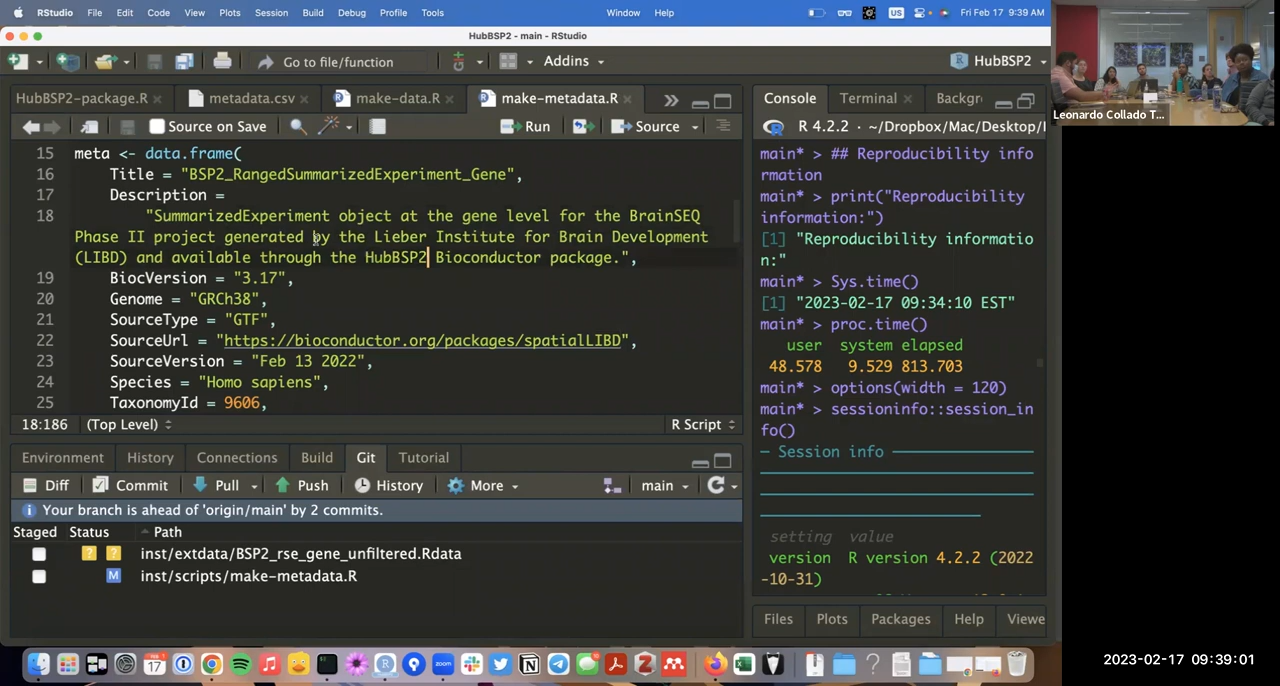 RStudio File Edit Code View Plots Session Build Debug Profile Tools Window Help US Fri Feb 17 9:39 AM
HubBSP2 - main - RStudio
Go to file/function Addins HubBSP2
HubBSP2-package.R metadata.csv make-data.R make-metadata.R
Source on Save Run Source
15 meta <- data.frame(
16 Title = "BSP2_RangedSummarizedExperiment_Gene",
17 Description =
18 "SummarizedExperiment object at the gene level for the BrainSEQ
Phase II project generated by the Lieber Institute for Brain Development
(LIBD) and available through the HubBSP2 Bioconductor package.",
19 BiocVersion = "3.17",
20 Genome = "GRCh38",
21 SourceType = "GTF",
22 SourceUrl = "https://bioconductor.org/packages/spatialLIBD",
23 SourceVersion = "Feb 13 2022",
24 Species = "Homo sapiens",
25 TaxonomyId = 9606,
18:186 (Top Level) R Script
Environment History Connections Build Git Tutorial
Diff Commit Pull Push History More main
Your branch is ahead of 'origin/main' by 2 commits.
Staged Status Path
? ? inst/extdata/BSP2_rse_gene_unfiltered.Rdata
M inst/scripts/make-metadata.R
Console Terminal Backgr
R 4.2.2 · ~/Dropbox/Mac/Desktop/
main* > ## Reproducibility info
rmation
main* > print("Reproducibility
information:")
[1] "Reproducibility informatio
n:"
main* > Sys.time()
[1] "2023-02-17 09:34:10 EST"
main* > proc.time()
user system elapsed
48.578 9.529 813.703
main* > options(width = 120)
main* > sessioninfo::session_in
fo()
─ Session info
setting value
version R version 4.2.2 (2022
-10-31)
Files Plots Packages Help Viewe
17
Leonardo Collado T...
2023-02-17 09:39:01